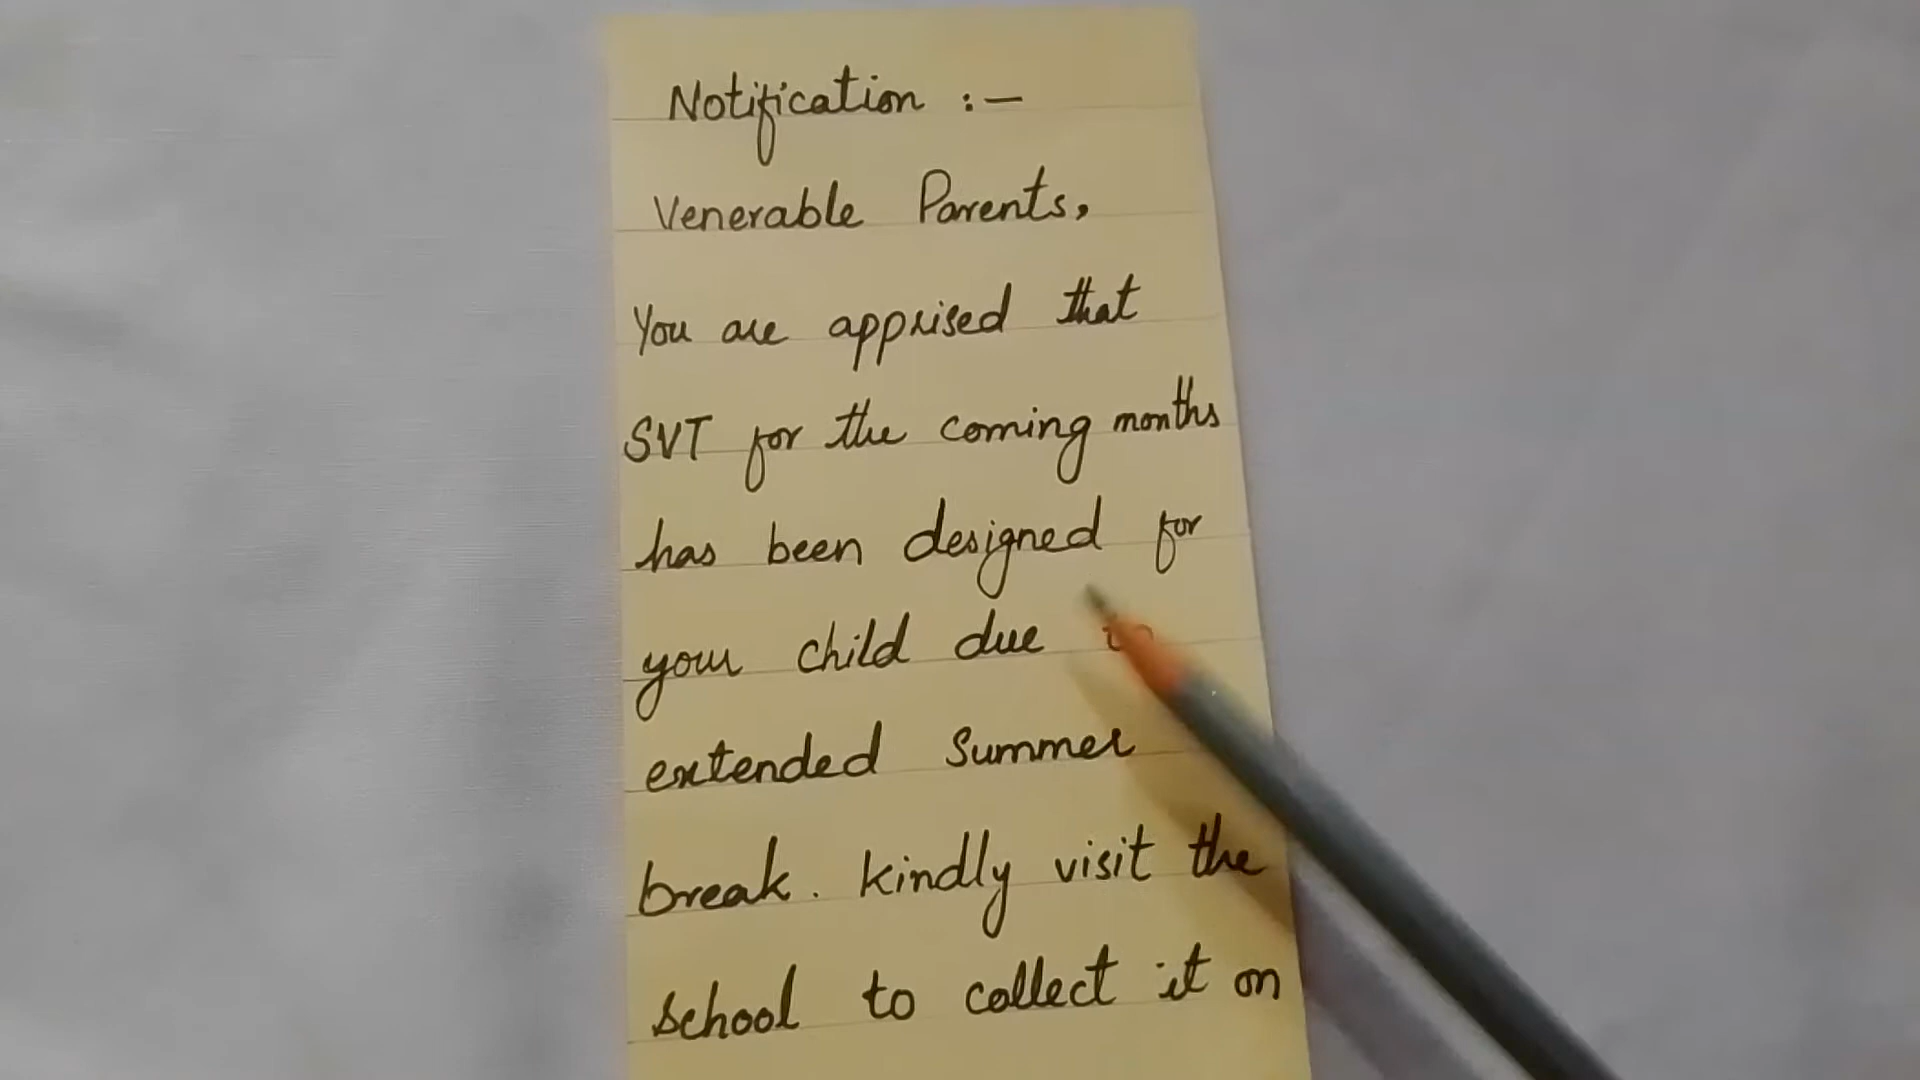 Notification :-
Venerable Parents,
You are apprised that
SVT for the coming months
has been designed for
your child due to
extended Summer
break. Kindly visit the
school to collect it on